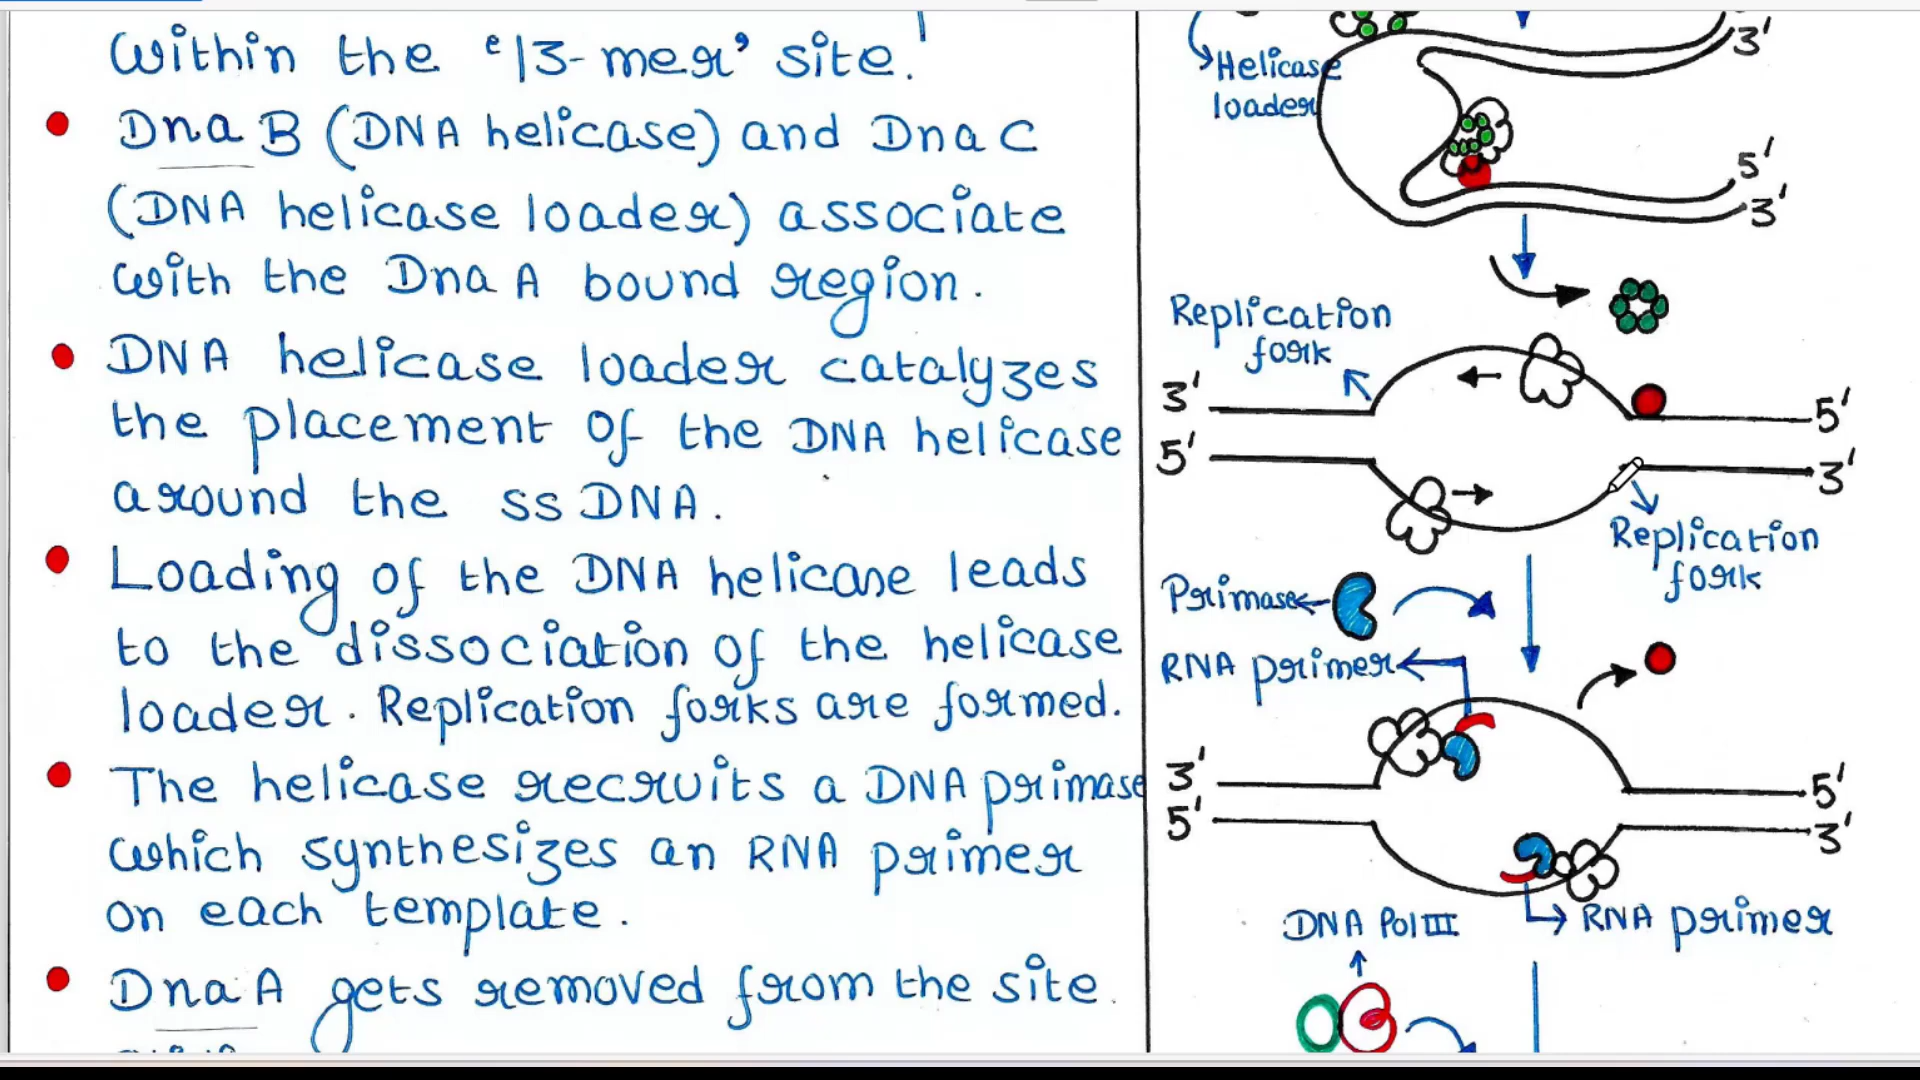 within the '13-mer' site.
DnaB (DNA helicase) and DnaC
(DNA helicase loader) associate
with the DnaA bound region.
DNA helicase loader catalyzes
the placement of the DNA helicase
around the ssDNA.
Loading of the DNA helicase leads
to the dissociation of the helicase
loader. Replication forks are formed.
The helicase recruits a DNA primase
which synthesizes an RNA primer
on each template.
DnaA gets removed from the site.
3'
Helicase
loader
5'
3'
Replication
fork
3'
5'
5'
3'
Replication
fork
Primase
RNA primer
3'
5'
5'
3'
DNA Pol III
RNA primer